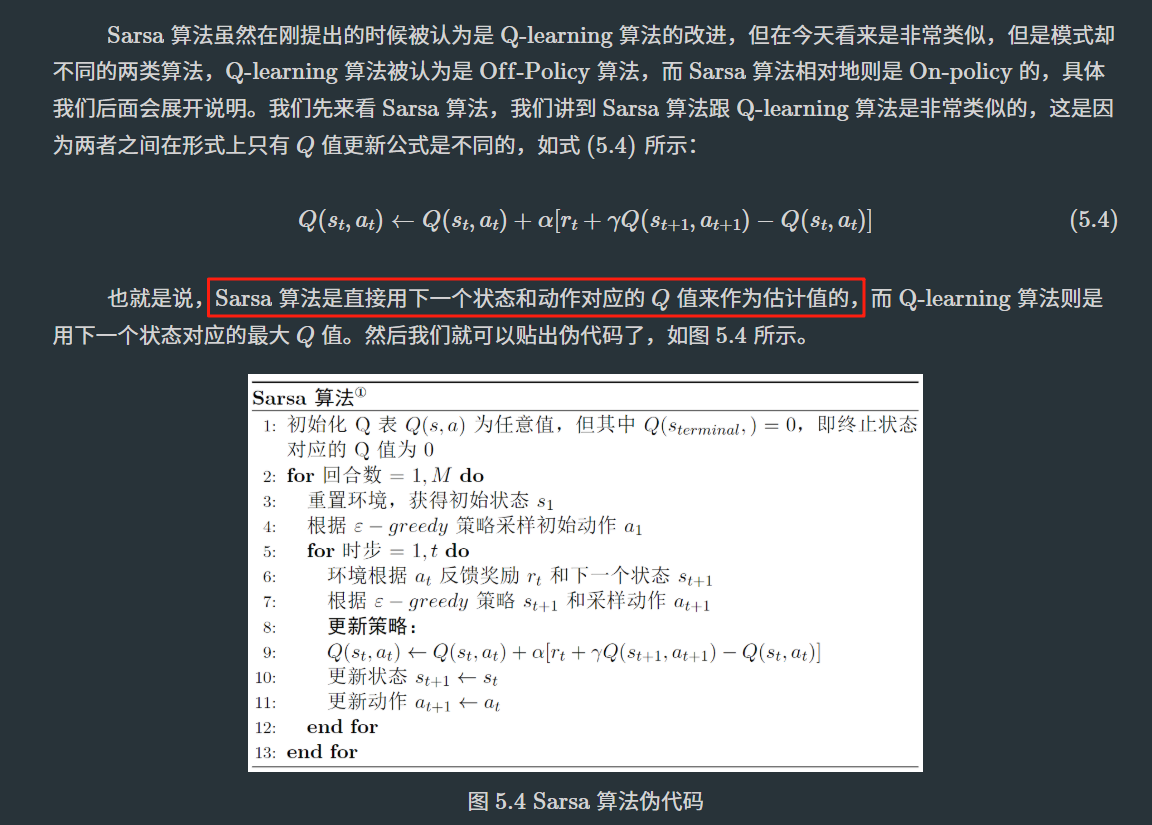 Sarsa 算法虽然在刚提出的时候被认为是 Q-learning 算法的改进，但在今天看来是非常类似，但是模式却
不同的两类算法，Q-learning 算法被认为是 Off-Policy 算法，而 Sarsa 算法相对地则是 On-policy 的，具体
我们后面会展开说明。我们先来看 Sarsa 算法，我们讲到 Sarsa 算法跟 Q-learning 算法是非常类似的，这是因
为两者之间在形式上只有 Q 值更新公式是不同的，如式 (5.4) 所示：
Q(s_t, a_t) ← Q(s_t, a_t) + α[r_t + γQ(s_{t+1}, a_{t+1}) − Q(s_t, a_t)] (5.4)
也就是说，Sarsa 算法是直接用下一个状态和动作对应的 Q 值来作为估计值的，而 Q-learning 算法则是
用下一个状态对应的最大 Q 值。然后我们就可以贴出伪代码了，如图 5.4 所示。
Sarsa 算法①
1: 初始化 Q 表 Q(s, a) 为任意值，但其中 Q(s_{terminal}, ) = 0，即终止状态
对应的 Q 值为 0
2: for 回合数 = 1, M do
3: 重置环境，获得初始状态 s_1
4: 根据 ε − greedy 策略采样初始动作 a_1
5: for 时步 = 1, t do
6: 环境根据 a_t 反馈奖励 r_t 和下一个状态 s_{t+1}
7: 根据 ε − greedy 策略 s_{t+1} 和采样动作 a_{t+1}
8: 更新策略：
9: Q(s_t, a_t) ← Q(s_t, a_t) + α[r_t + γQ(s_{t+1}, a_{t+1}) − Q(s_t, a_t)]
10: 更新状态 s_{t+1} ← s_t
11: 更新动作 a_{t+1} ← a_t
12: end for
13: end for
图 5.4 Sarsa 算法伪代码